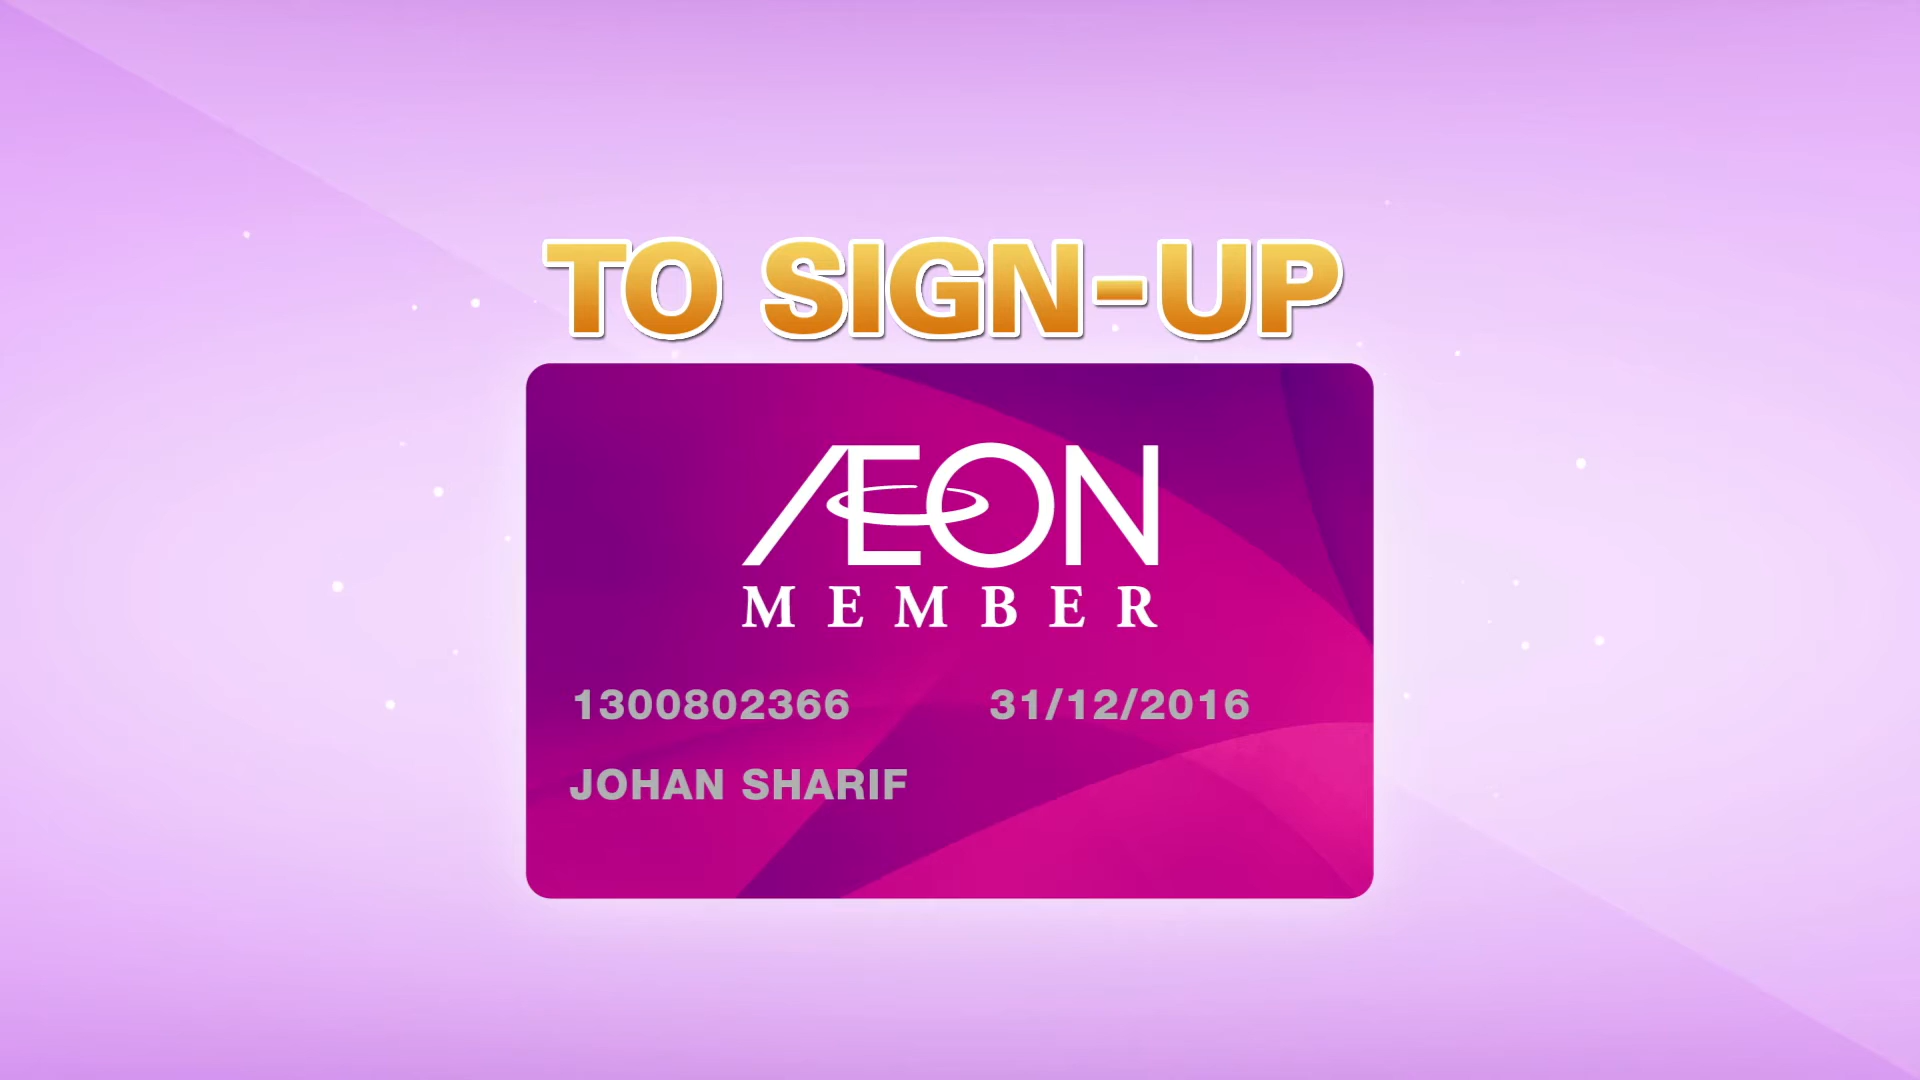 TO SIGN-UP
ÆON
MEMBER
1300802366 31/12/2016
JOHAN SHARIF